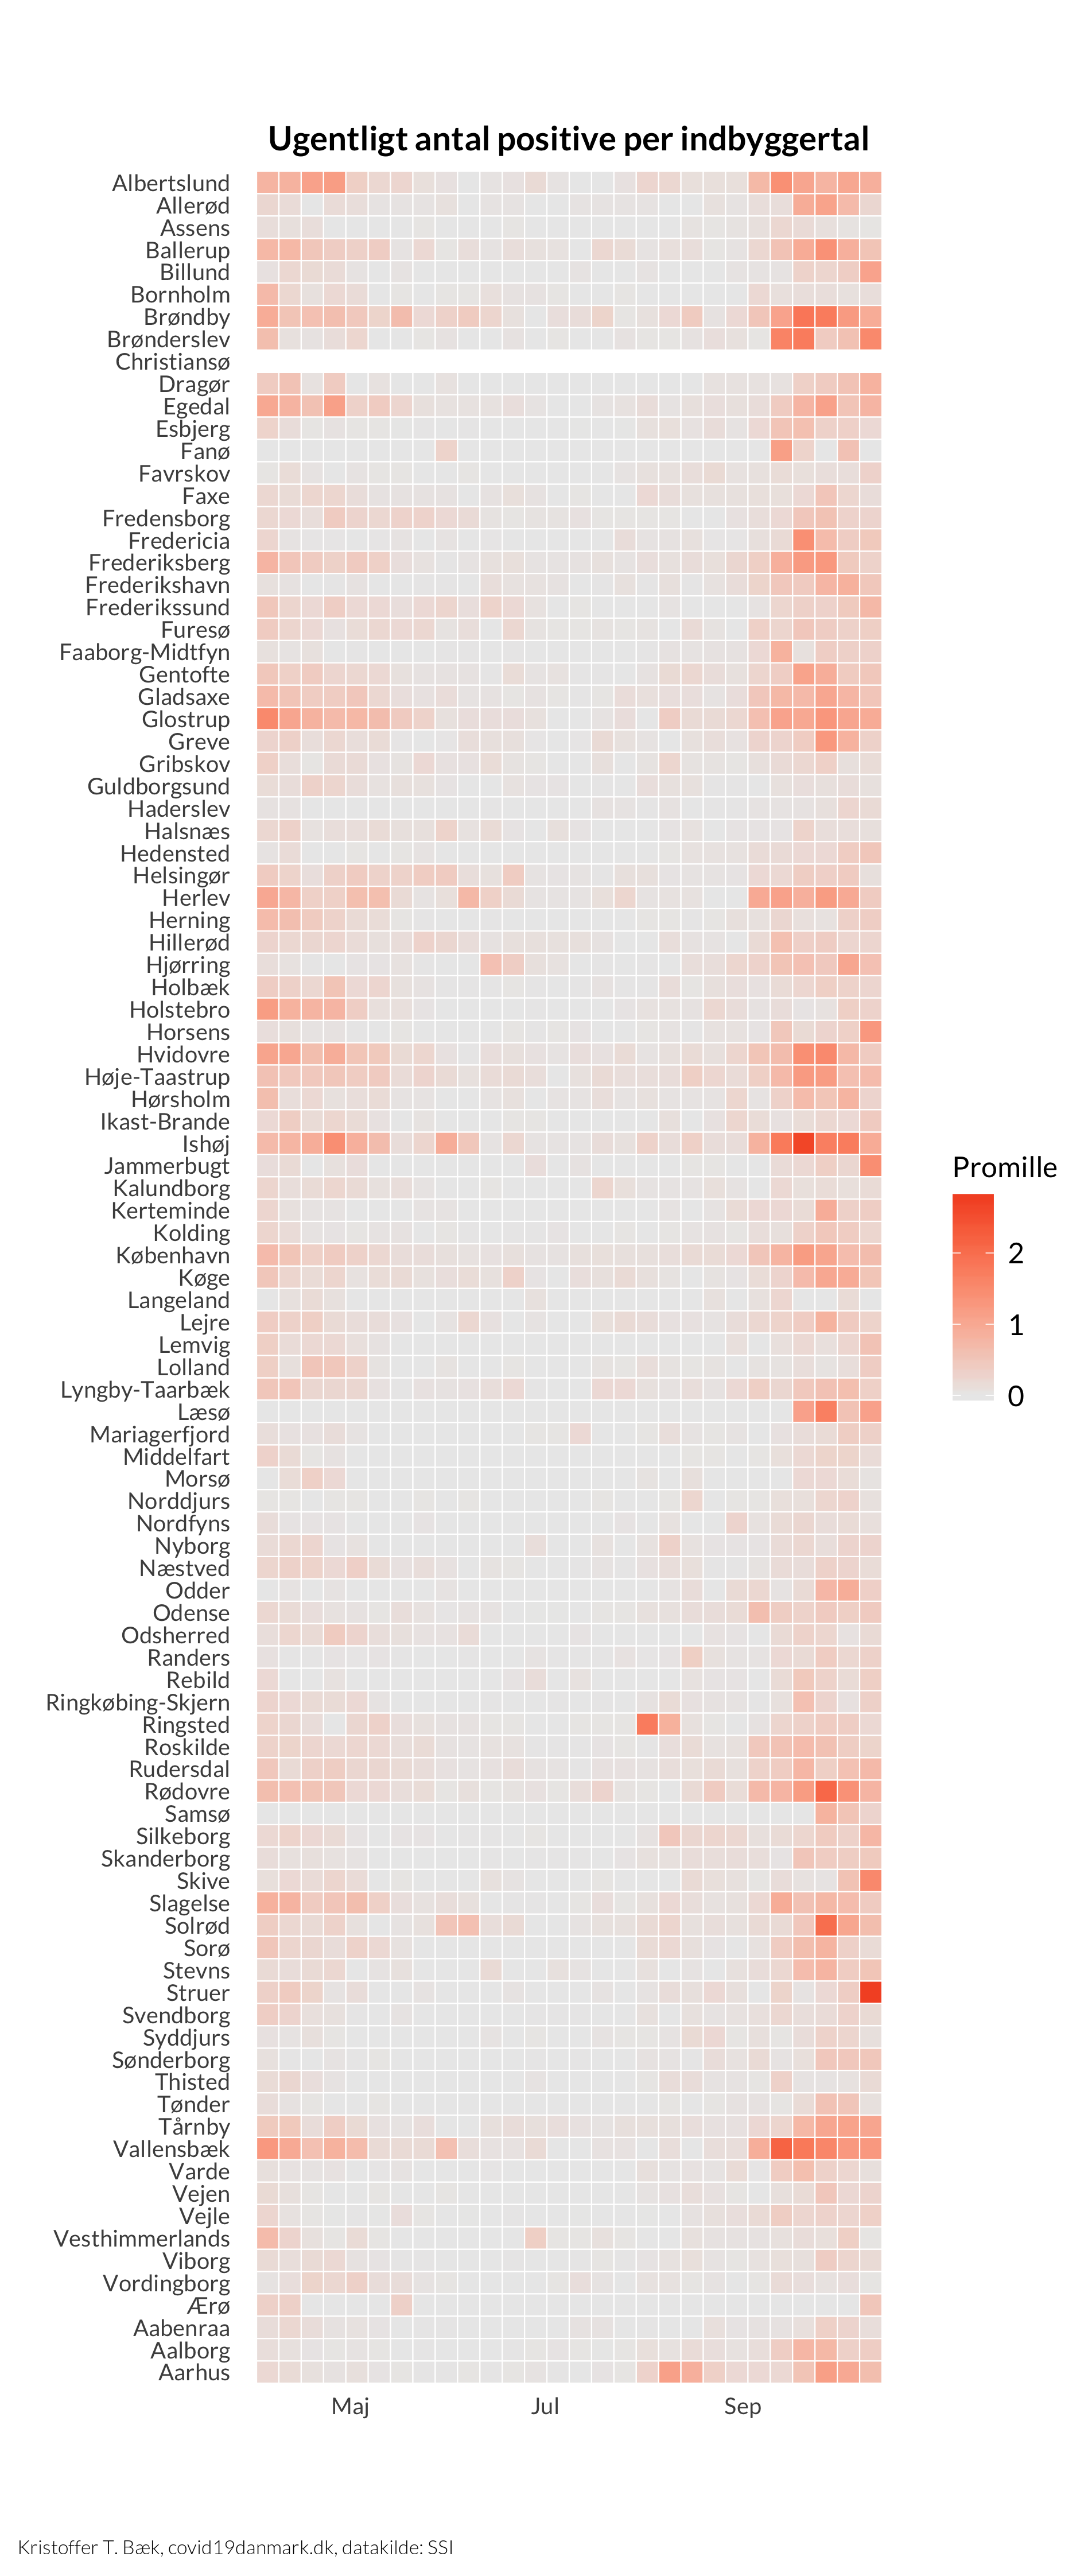 Ugentligt antal positive per indbyggertal
Albertslund
Allerød
Assens
Ballerup
Billund
Bornholm
Brøndby
Brønderslev
Christiansø
Dragør
Egedal
Esbjerg
Fanø
Favrskov
Faxe
Fredensborg
Fredericia
Frederiksberg
Frederikshavn
Frederikssund
Furesø
Faaborg-Midtfyn
Gentofte
Gladsaxe
Glostrup
Greve
Gribskov
Guldborgsund
Haderslev
Halsnæs
Hedensted
Helsingør
Herlev
Herning
Hillerød
Hjørring
Holbæk
Holstebro
Horsens
Hvidovre
Høje-Taastrup
Hørsholm
Ikast-Brande
Ishøj
Jammerbugt
Kalundborg
Kerteminde
Kolding
København
Køge
Langeland
Lejre
Lemvig
Lolland
Lyngby-Taarbæk
Læsø
Mariagerfjord
Middelfart
Morsø
Norddjurs
Nordfyns
Nyborg
Næstved
Odder
Odense
Odsherred
Randers
Rebild
Ringkøbing-Skjern
Ringsted
Roskilde
Rudersdal
Rødovre
Samsø
Silkeborg
Skanderborg
Skive
Slagelse
Solrød
Sorø
Stevns
Struer
Svendborg
Syddjurs
Sønderborg
Thisted
Tønder
Tårnby
Vallensbæk
Varde
Vejen
Vejle
Vesthimmerlands
Viborg
Vordingborg
Ærø
Aabenraa
Aalborg
Aarhus
Maj Jul Sep
Promille
2
1
0
Kristoffer T. Bæk, covid19danmark.dk, datakilde: SSI